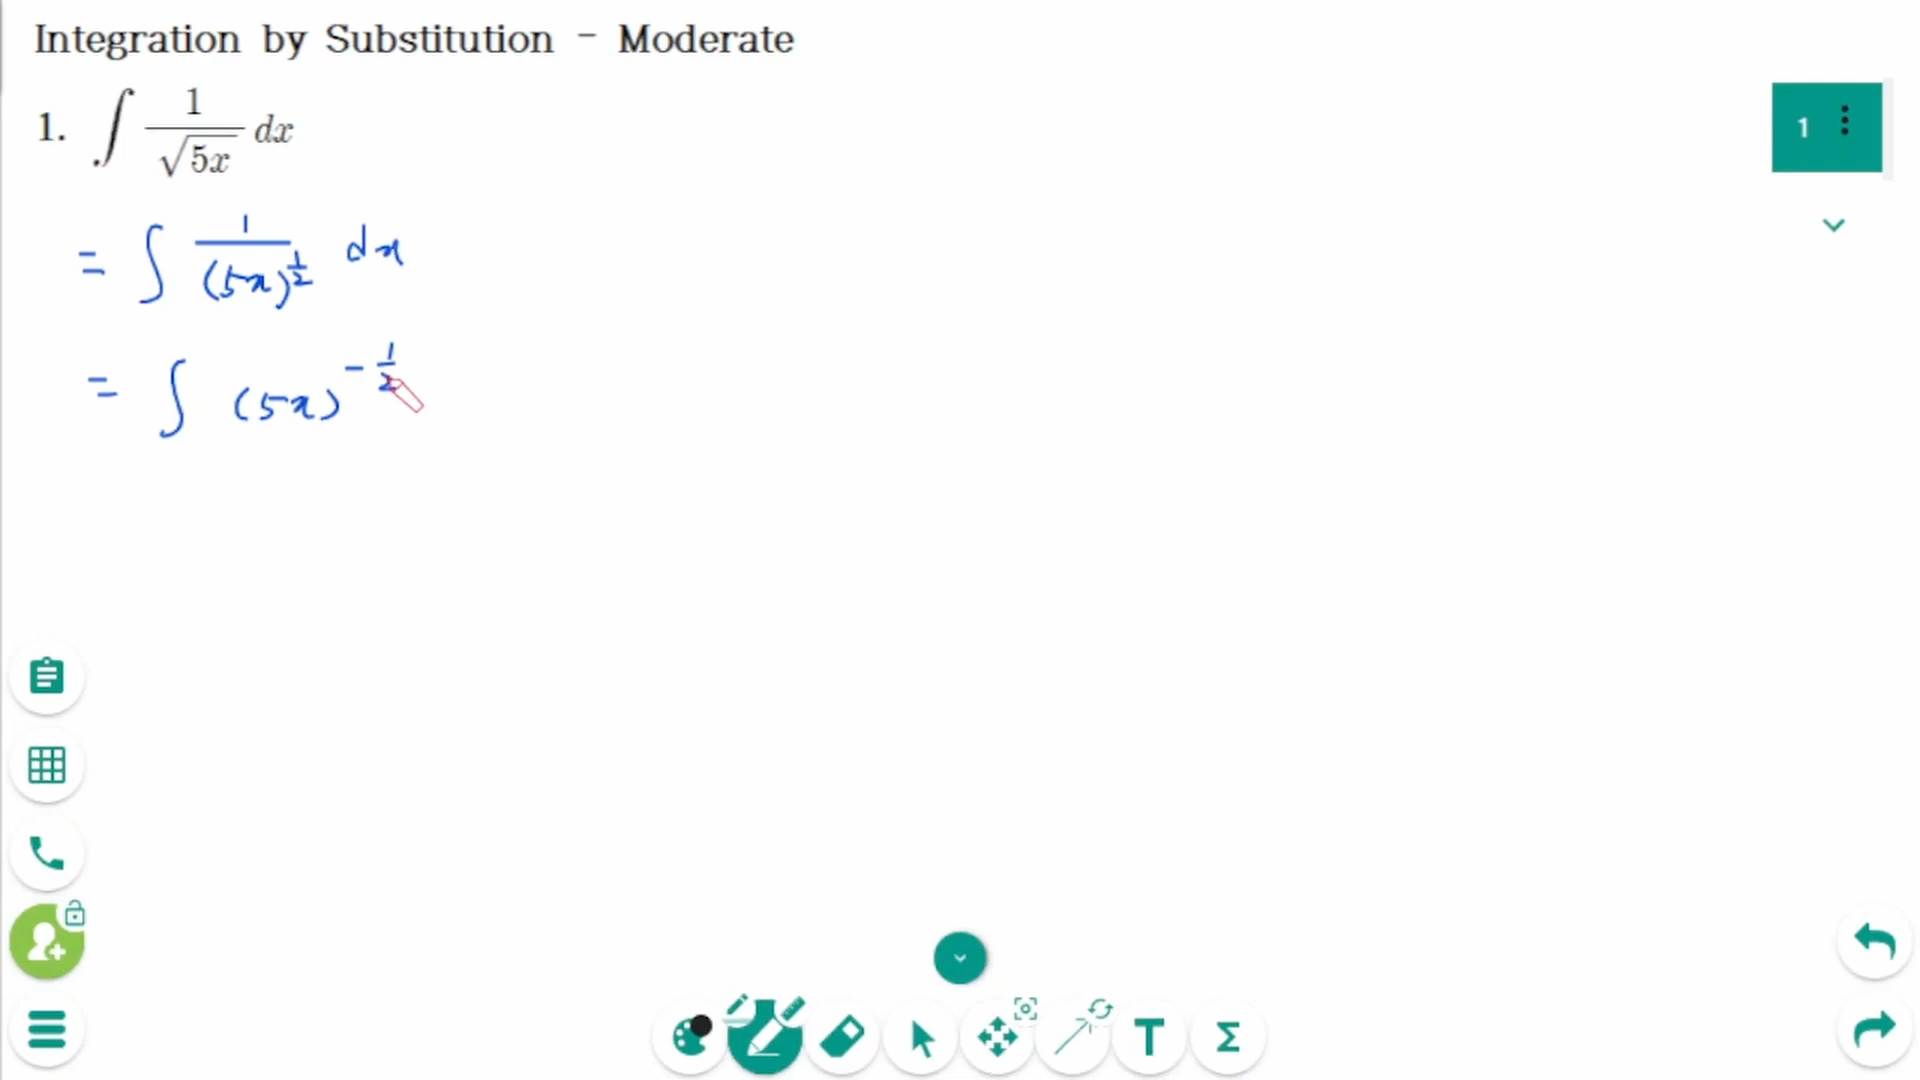 Integration by Substitution - Moderate
1. ∫ 1/√(5x) dx
= ∫ 1/(5x)^(1/2) dx
= ∫ (5x)^(-1/2)
1
T
Σ